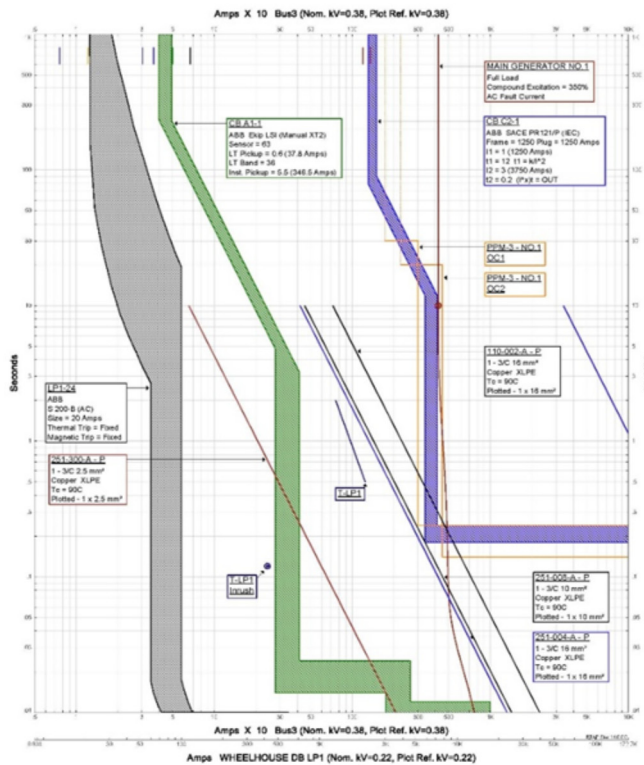 Amps X 10 Bus3 (Nom. kV=0.38, Plot Ref. kV=0.38)
MAIN GENERATOR NO.1
Full Load
Compound Excitation = 350%
AC Fault Current
CB A1-1
ABB Ekip LSI (Manual XT2)
Sensor = 63
LT Pickup = 0.6 (37.8 Amps)
LT Band = 36
Inst. Pickup = 5.5 (346.5 Amps)
CB C2-1
ABB SACE PR121/P (IEC)
Frame = 1250 Plug = 1250 Amps
I1 = 1 (1250 Amps)
t1 = 12 t1 = k/I^2
I2 = 3 (3750 Amps)
t2 = 0.2 (I^x)t = OUT
PPM-3 - NO.1
OC1
PPM-3 - NO.1
OC2
Seconds
110-002-A - P
1 - 3/C 16 mm²
Copper XLPE
Tc = 90C
Plotted - 1 x 16 mm²
LP1-24
ABB
S 200-B (AC)
Size = 20 Amps
Thermal Trip = Fixed
Magnetic Trip = Fixed
251-300-A - P
1 - 3/C 2.5 mm²
Copper XLPE
Tc = 90C
Plotted - 1 x 2.5 mm²
T-LP1
T-LP1
Inrush
251-008-A - P
1 - 3/C 10 mm²
Copper XLPE
Tc = 90C
Plotted - 1 x 10 mm²
251-004-A - P
1 - 3/C 16 mm²
Copper XLPE
Tc = 90C
Plotted - 1 x 16 mm²
Amps X 10 Bus3 (Nom. kV=0.38, Plot Ref. kV=0.38)
Amps WHEELHOUSE DB LP1 (Nom. kV=0.22, Plot Ref. kV=0.22)